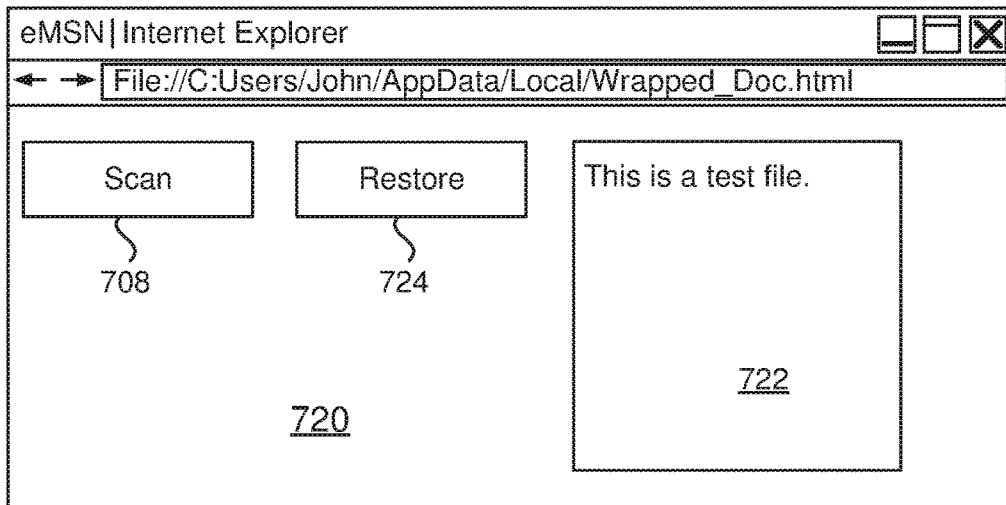 eMSN|Internet Explorer
File://C:Users/John/AppData/Local/Wrapped_Doc.html
Scan
Restore
This is a test file.
708
724
722
720